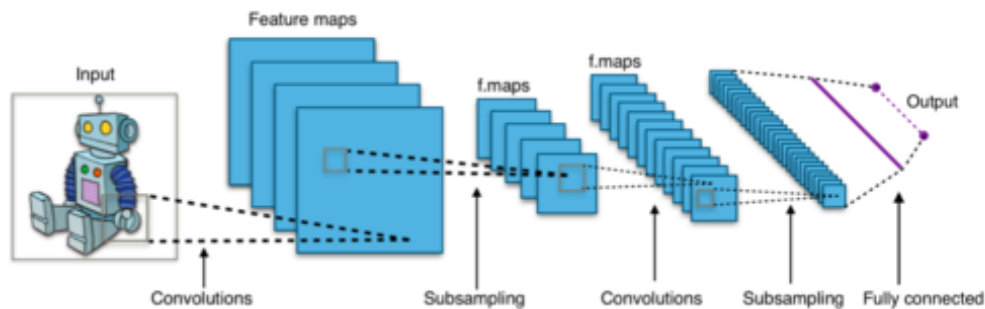 Feature maps
Input
f.maps
f.maps
Output
Convolutions
Subsampling
Convolutions
Subsampling
Fully connected